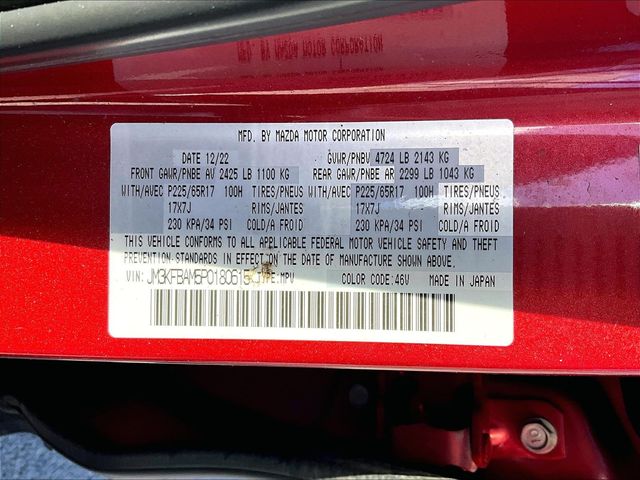 MFD. BY MAZDA MOTOR CORPORATION
DATE 12/22 GVWR/PNBV 4724 LB 2143 KG
FRONT GAWR/PNBE AV 2425 LB 1100 KG REAR GAWR/PNBE AR 2299 LB 1043 KG
WITH/AVEC P225/65R17 100H TIRES/PNEUS WITH/AVEC P225/65R17 100H TIRES/PNEUS
17X7J RIMS/JANTES 17X7J RIMS/JANTES
230 KPA/34 PSI COLD/A FROID 230 KPA/34 PSI COLD/A FROID
THIS VEHICLE CONFORMS TO ALL APPLICABLE FEDERAL MOTOR VEHICLE SAFETY AND THEFT
PREVENTION STANDARDS IN EFFECT ON THE DATE OF MANUFACTURE SHOWN ABOVE.
VIN: JM3KFBAM5P0180615 TYPE:MPV COLOR CODE:46V MADE IN JAPAN